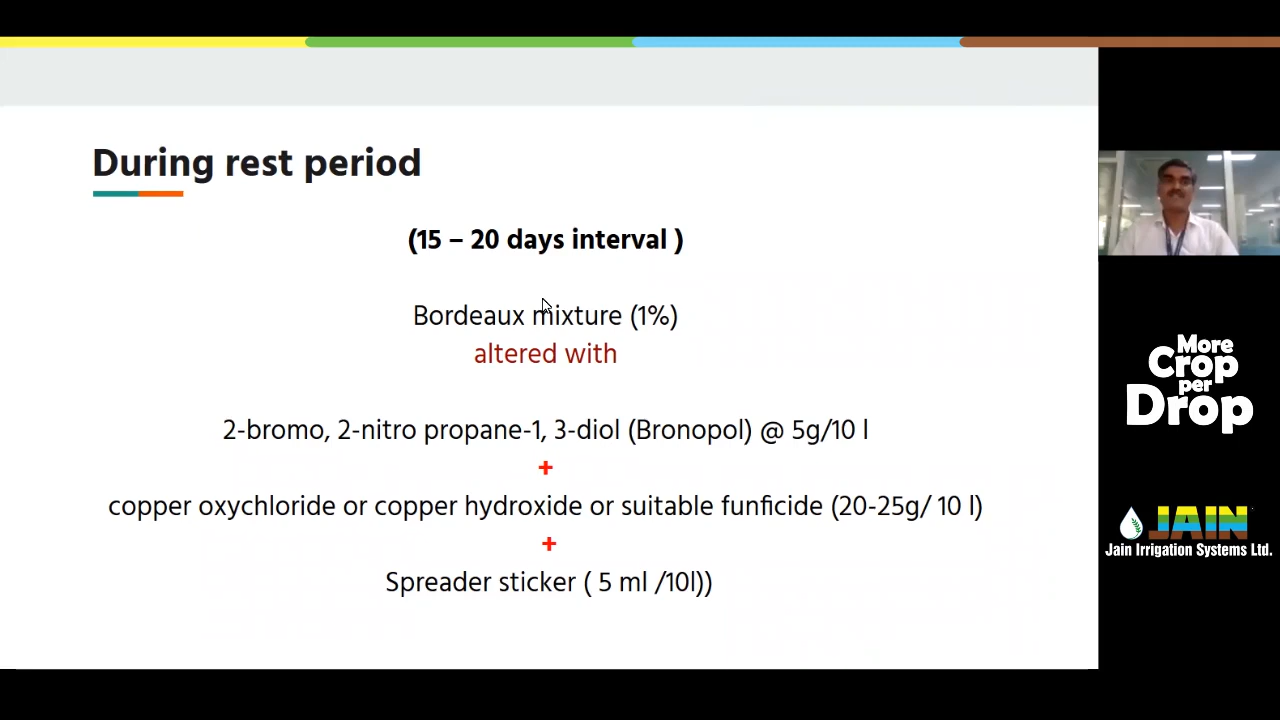 During rest period
(15 – 20 days interval )
Bordeaux mixture (1%)
altered with
2-bromo, 2-nitro propane-1, 3-diol (Bronopol) @ 5g/10 l
+
copper oxychloride or copper hydroxide or suitable funficide (20-25g/ 10 l)
+
Spreader sticker ( 5 ml /10l))
More
Crop
per
Drop
JAIN
Jain Irrigation Systems Ltd.